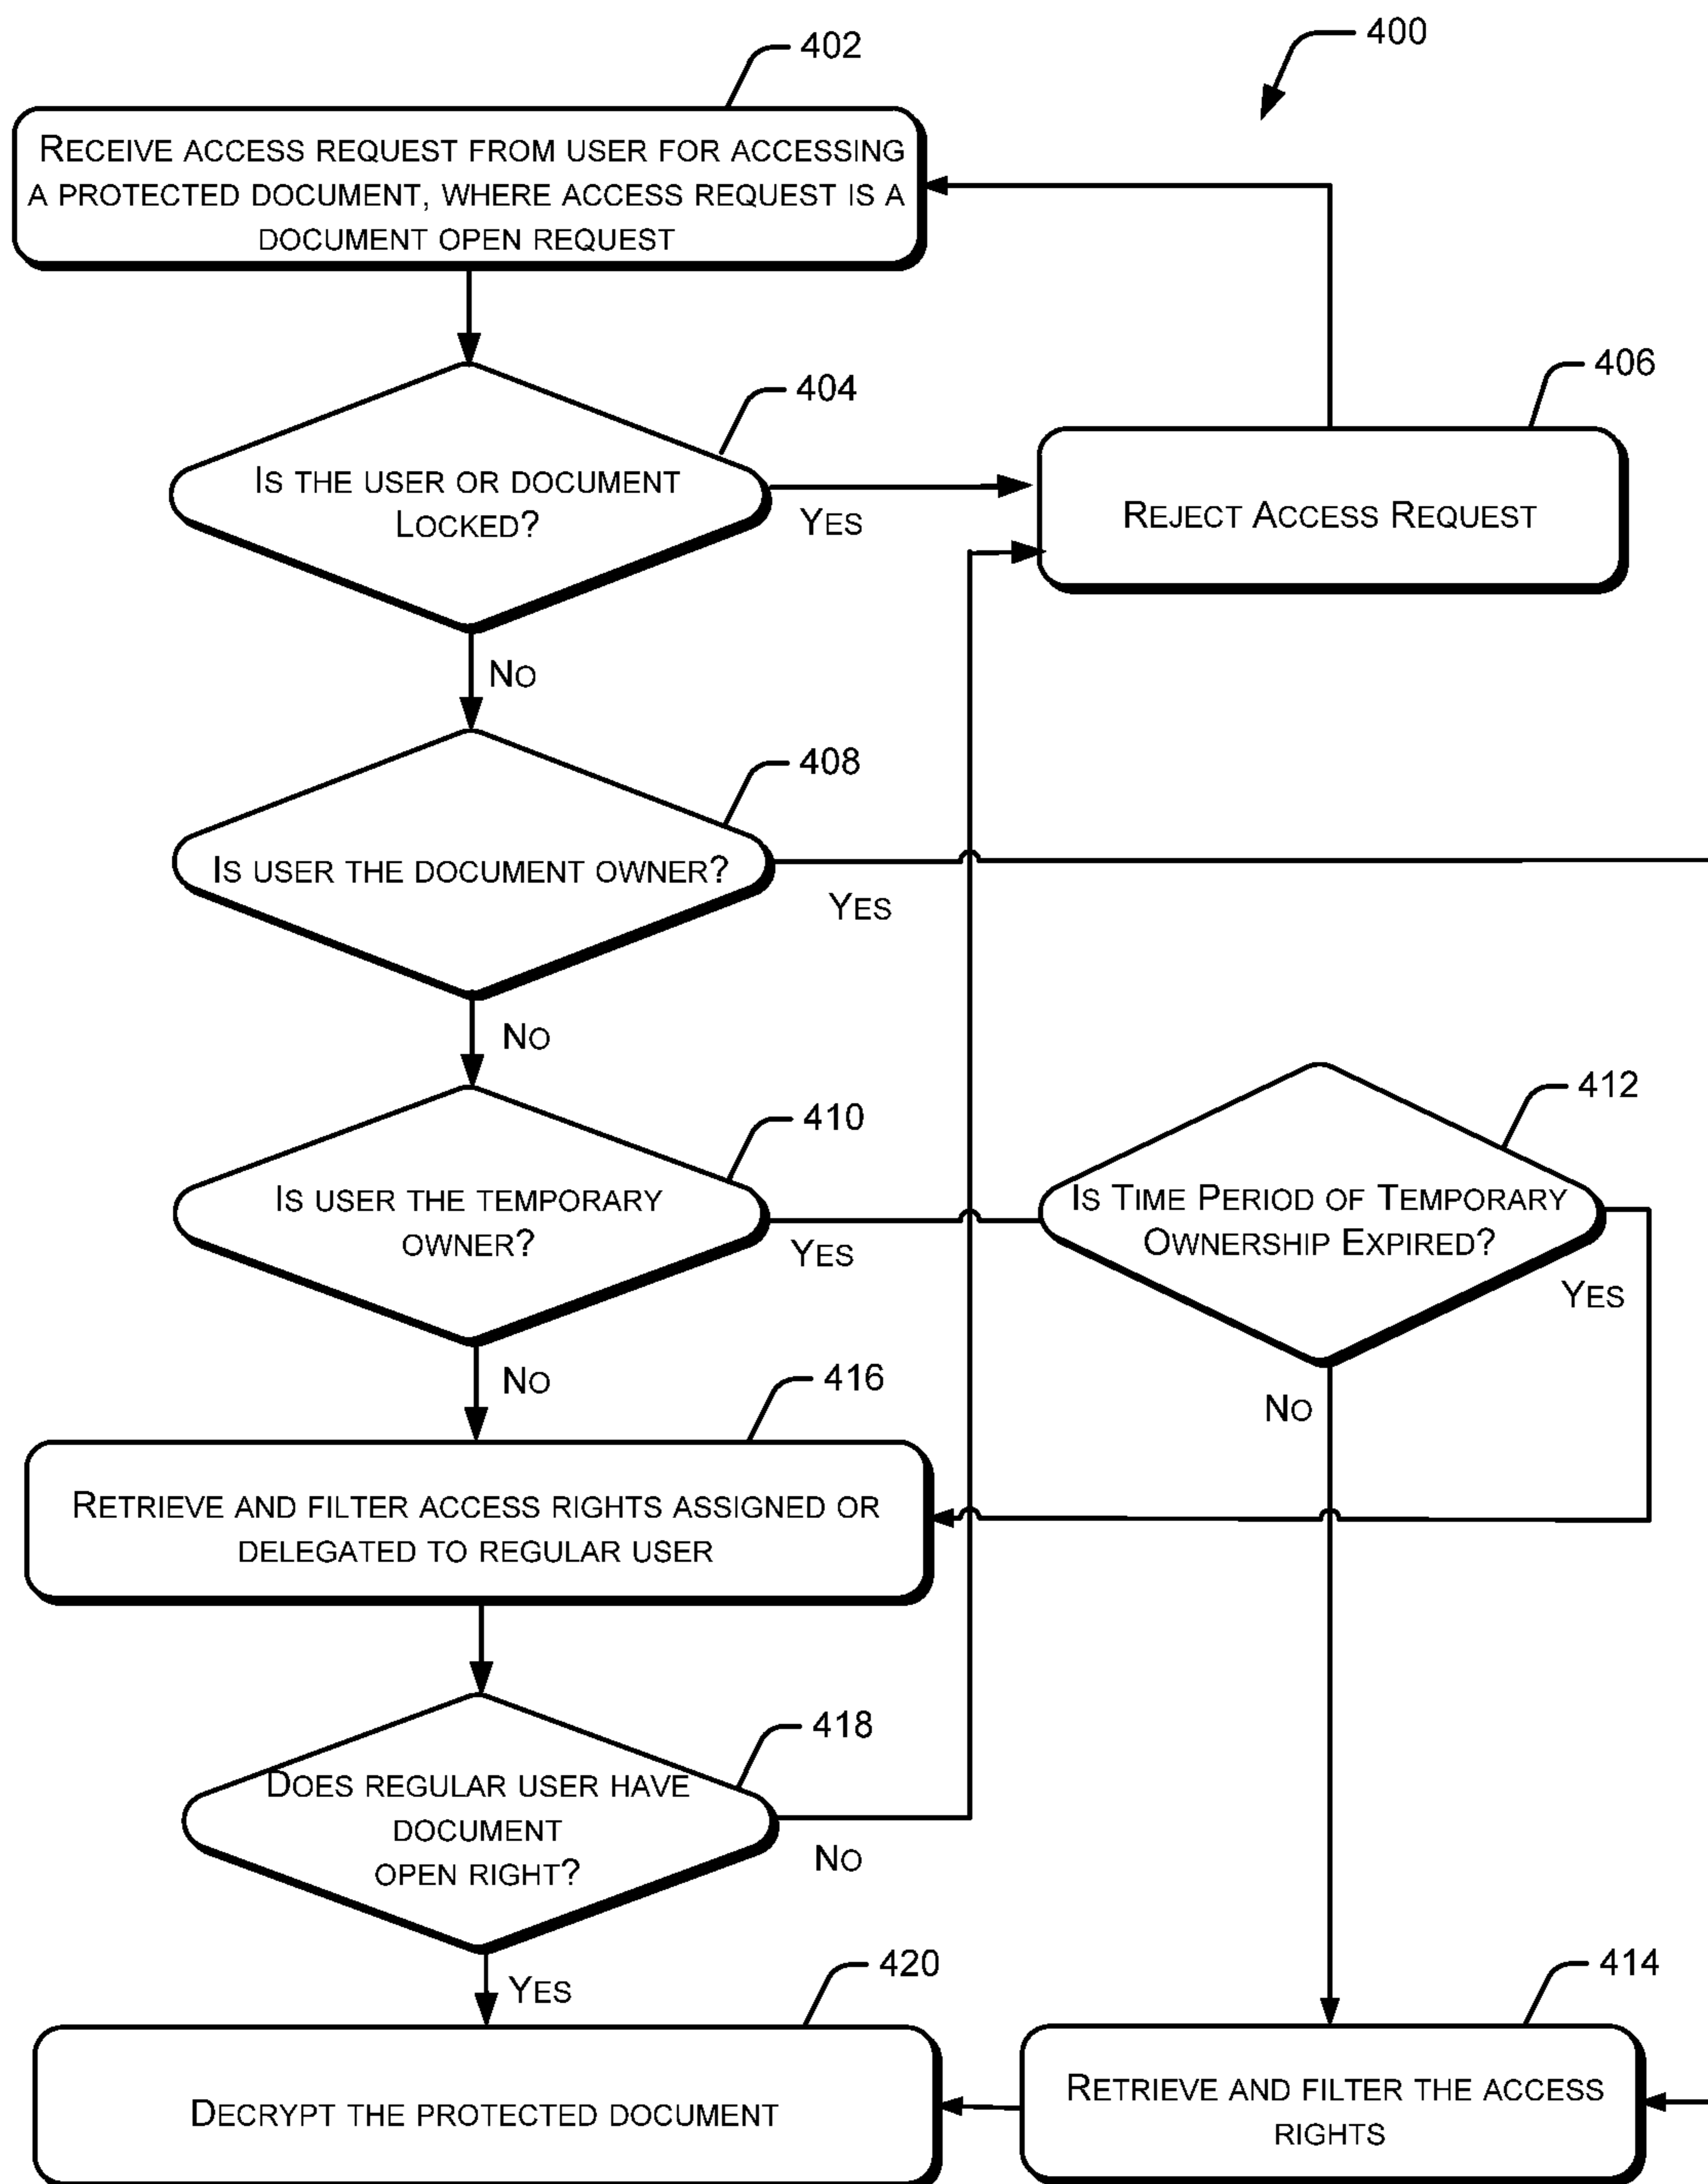 400
402
RECEIVE ACCESS REQUEST FROM USER FOR ACCESSING
A PROTECTED DOCUMENT, WHERE ACCESS REQUEST IS A
DOCUMENT OPEN REQUEST
404
IS THE USER OR DOCUMENT
LOCKED?
YES
406
REJECT ACCESS REQUEST
NO
408
IS USER THE DOCUMENT OWNER?
YES
NO
410
IS USER THE TEMPORARY
OWNER?
YES
412
IS TIME PERIOD OF TEMPORARY
OWNERSHIP EXPIRED?
YES
NO
NO
416
RETRIEVE AND FILTER ACCESS RIGHTS ASSIGNED OR
DELEGATED TO REGULAR USER
418
DOES REGULAR USER HAVE
DOCUMENT
OPEN RIGHT?
NO
YES
420
DECRYPT THE PROTECTED DOCUMENT
414
RETRIEVE AND FILTER THE ACCESS
RIGHTS